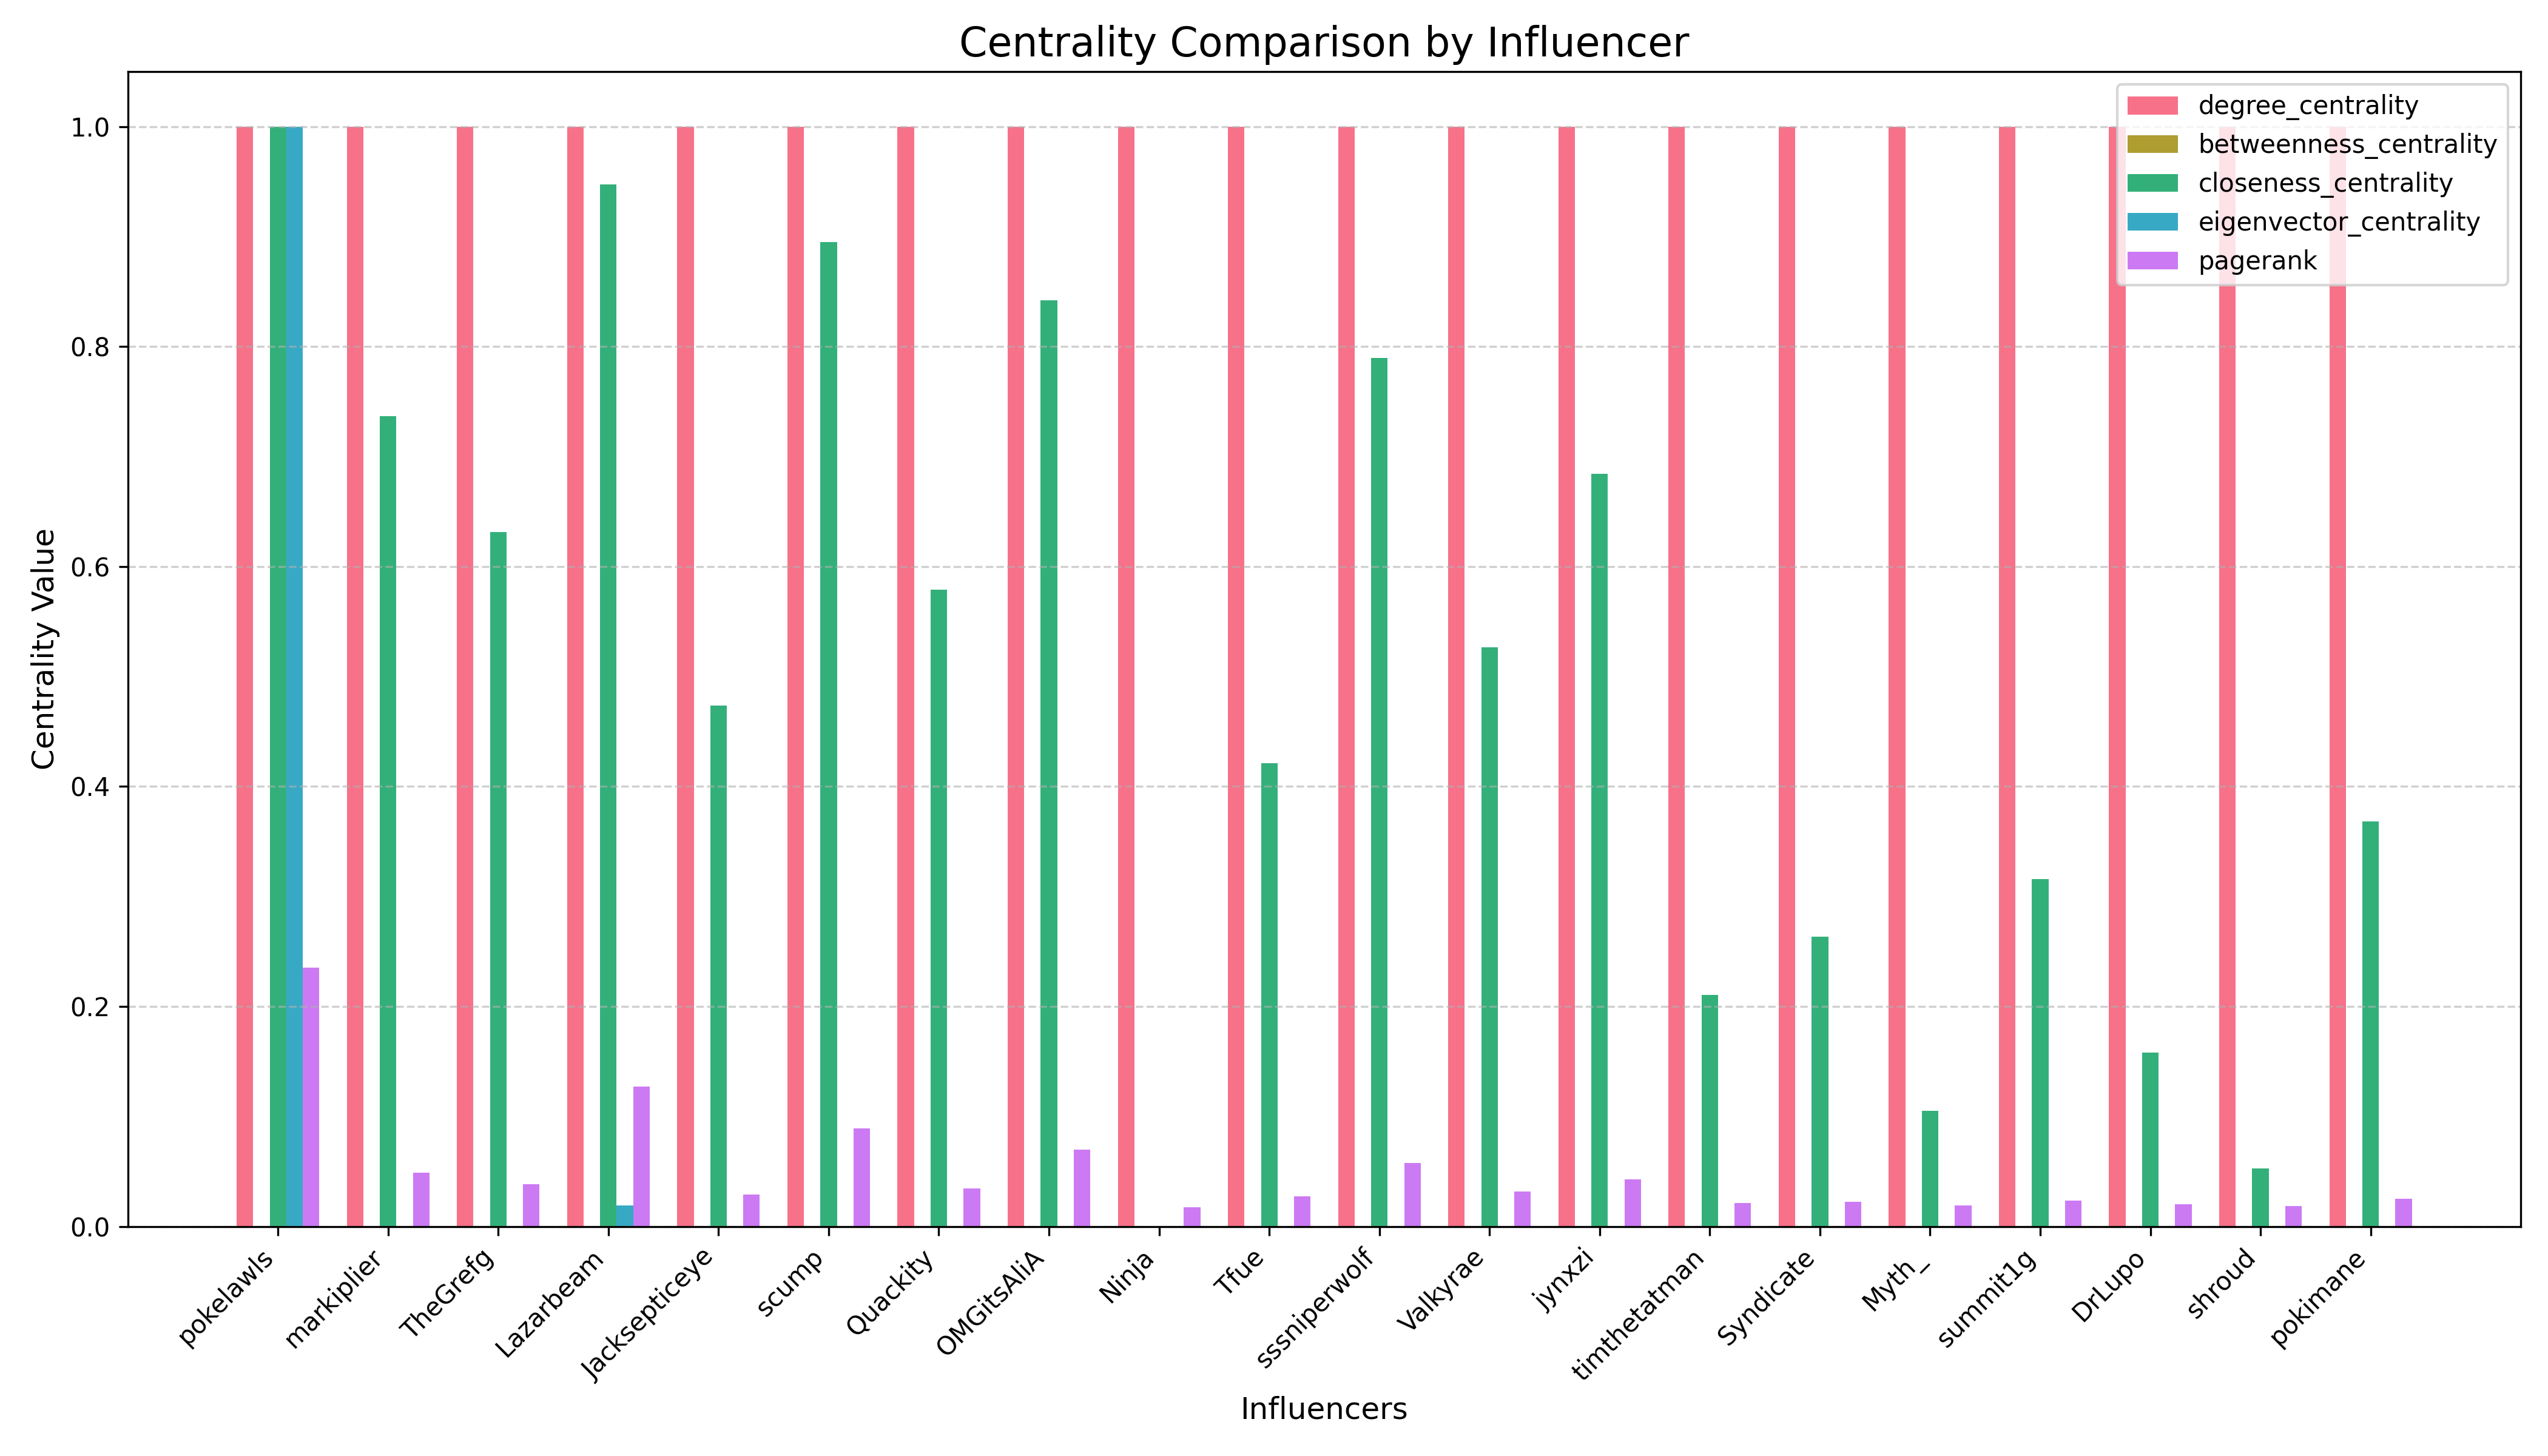 Centrality Comparison by Influencer
degree_centrality
betweenness_centrality
closeness_centrality
eigenvector_centrality
pagerank
Centrality Value
1.0
0.8
0.6
0.4
0.2
0.0
pokelawls
markiplier
TheGrefg
Lazarbeam
Jacksepticeye
scump
Quackity
OMGitsAliA
Ninja
Tfue
sssniperwolf
Valkyrae
jynxzi
timthetatman
Syndicate
Myth_
summit1g
DrLupo
shroud
pokimane
Influencers